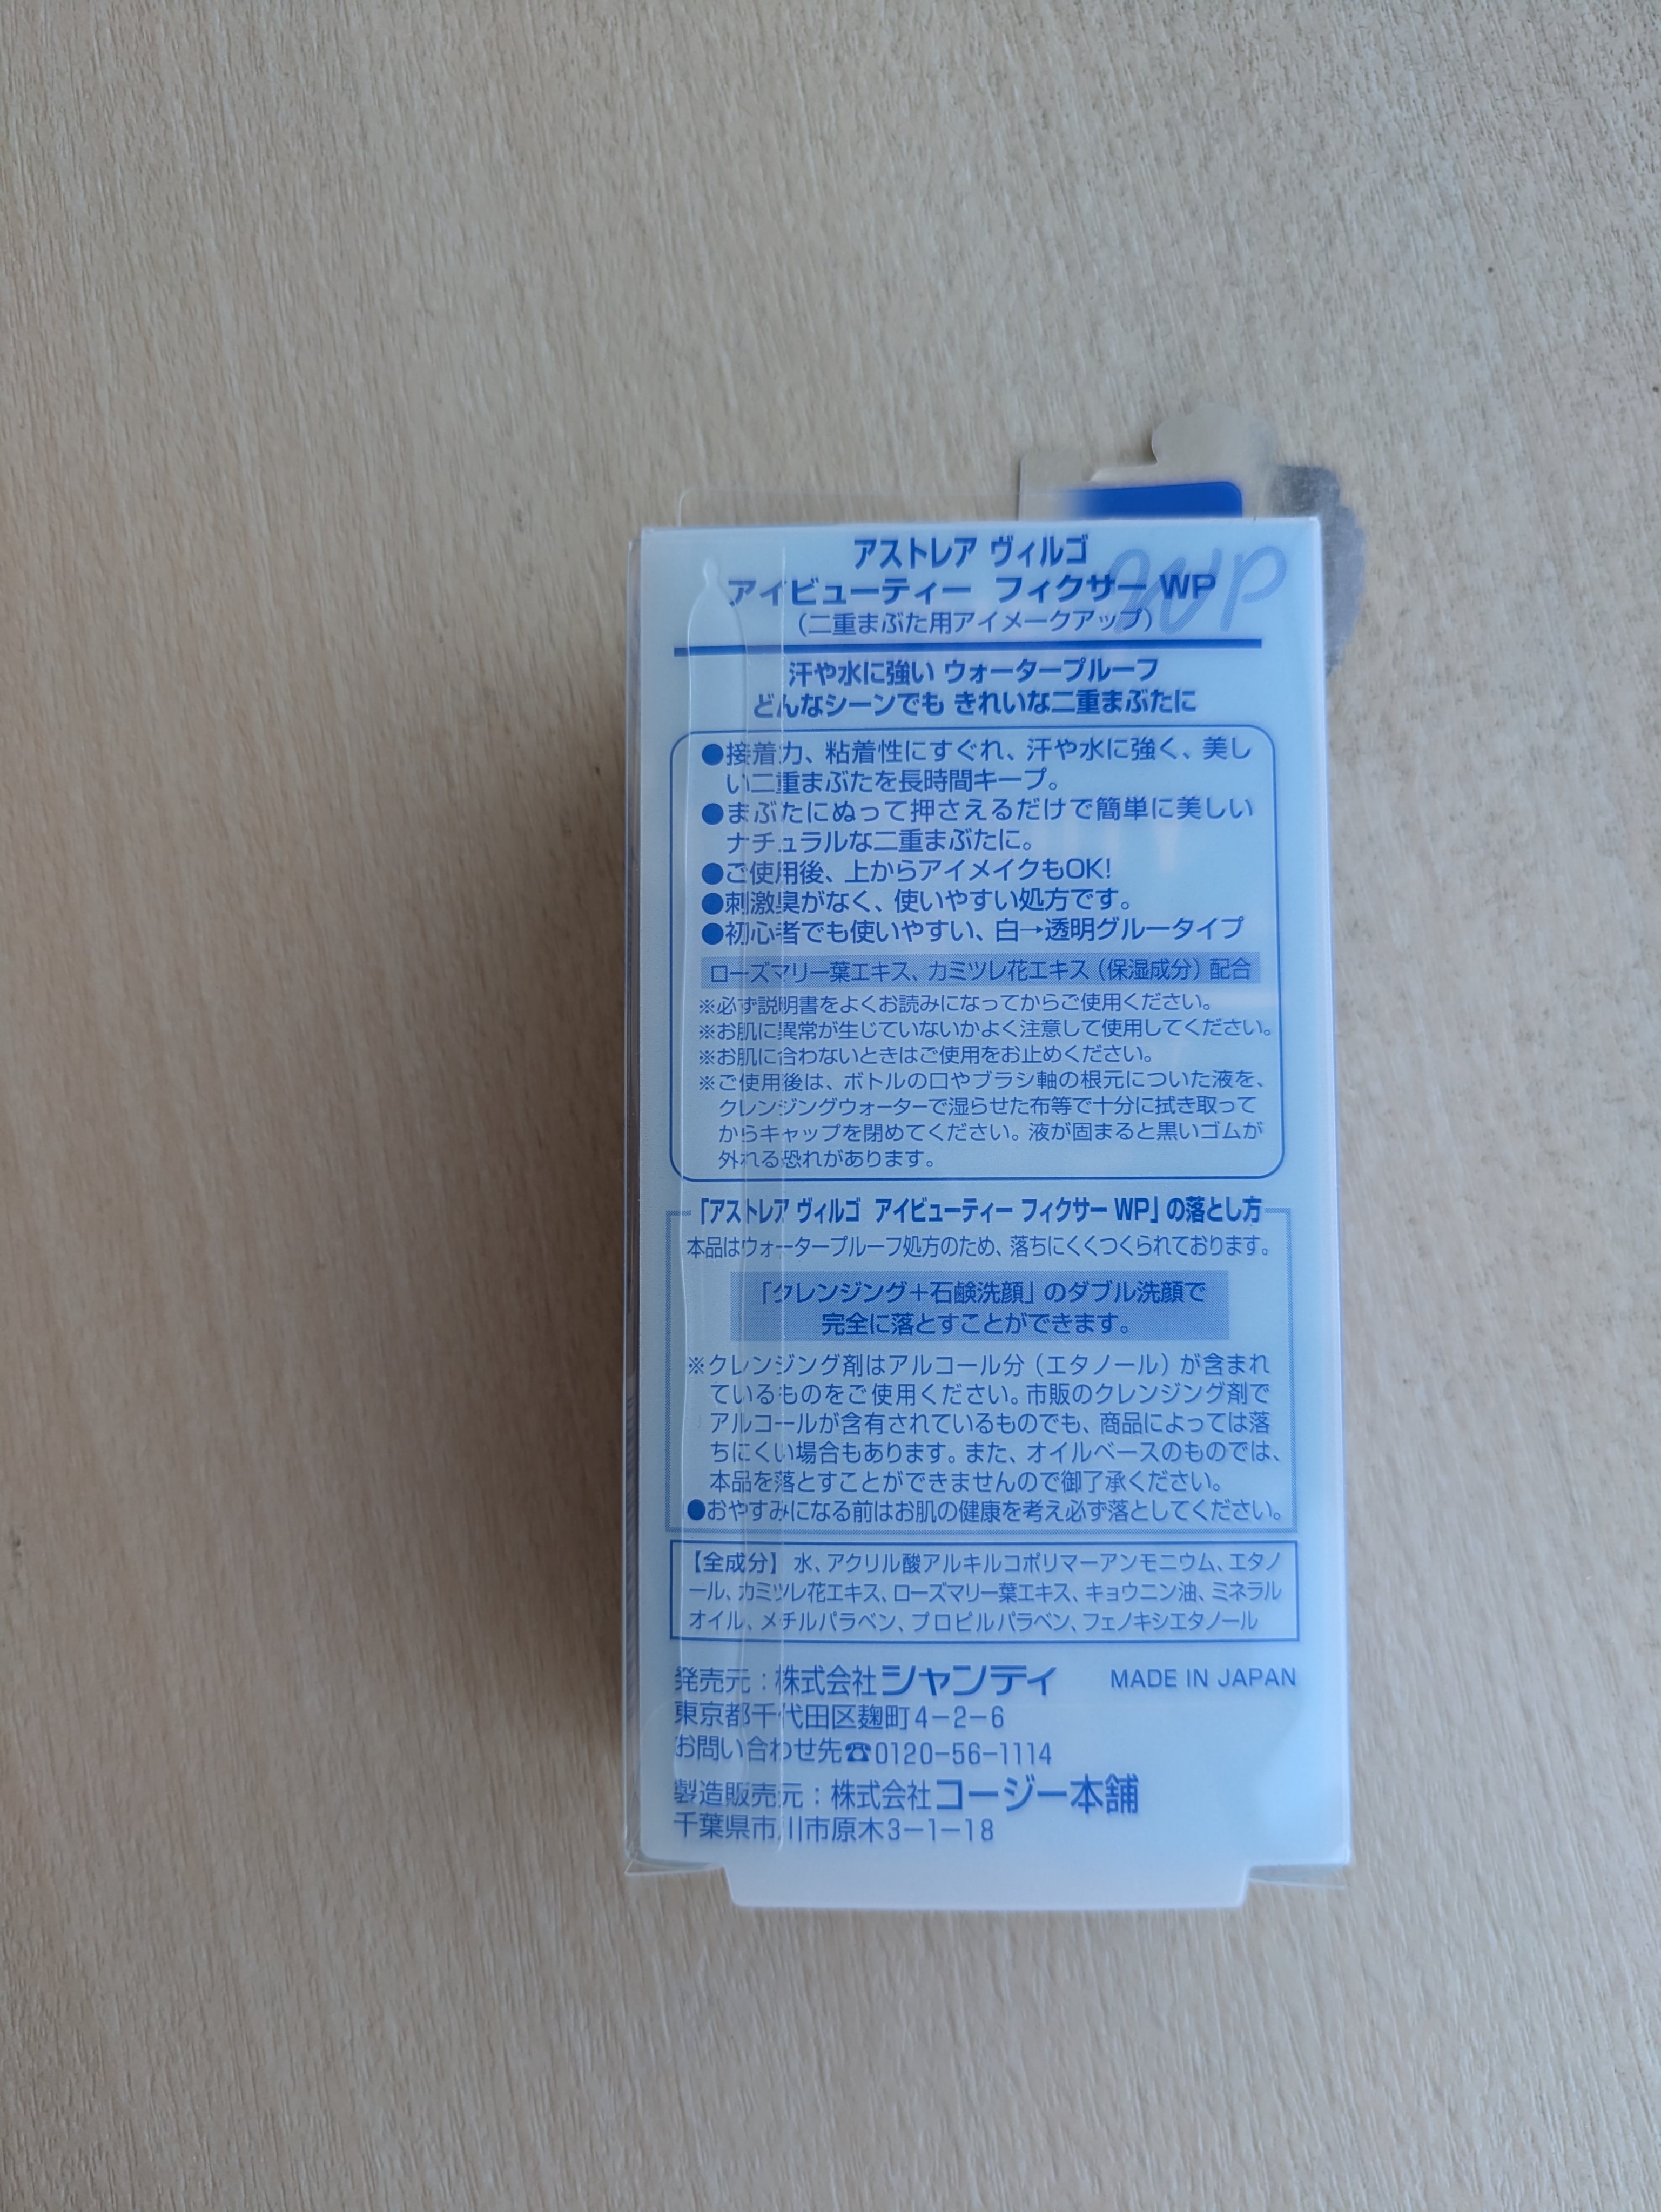 アストレア ヴィルゴ
アイビューティー フィクサー WP
（二重まぶた用アイメークアップ）
汗や水に強い ウォータープルーフ
どんなシーンでも きれいな二重まぶたに
●接着力、粘着性にすぐれ、汗や水に強く、美し
い二重まぶたを長時間キープ。
●まぶたにぬって押さえるだけで簡単に美しい
ナチュラルな二重まぶたに。
●ご使用後、上からアイメイクもOK!
●刺激臭がなく、使いやすい処方です。
●初心者でも使いやすい、白→透明グルータイプ
ローズマリー葉エキス、カミツレ花エキス（保湿成分）配合
※必ず説明書をよくお読みになってからご使用ください。
※お肌に異常が生じていないかよく注意して使用してください。
※お肌に合わないときはご使用をお止めください。
※ご使用後は、ボトルの口やブラシ軸の根元についた液を、
クレンジングウォーターで湿らせた布等で十分に拭き取って
からキャップを閉めてください。液が固まると黒いゴムが
外れる恐れがあります。
「アストレア ヴィルゴ アイビューティー フィクサー WP」の落とし方
本品はウォータープルーフ処方のため、落ちにくくつくられております。
「クレンジング＋石鹸洗顔」のダブル洗顔で
完全に落とすことができます。
※クレンジング剤はアルコール分（エタノール）が含まれ
ているものをご使用ください。市販のクレンジング剤で
アルコールが含有されているものでも、商品によっては落
ちにくい場合もあります。また、オイルベースのものでは、
本品を落とすことができませんので御了承ください。
●おやすみになる前はお肌の健康を考え必ず落としてください。
【全成分】水、アクリル酸アルキルコポリマーアンモニウム、エタノ
ール、カミツレ花エキス、ローズマリー葉エキス、キョウニン油、ミネラル
オイル、メチルパラベン、プロピルパラベン、フェノキシエタノール
発売元：株式会社シャンティ MADE IN JAPAN
東京都千代田区麹町4－2－6
お問い合わせ先☎0120-56-1114
製造販売元：株式会社コージー本舗
千葉県市川市原木3－1－18